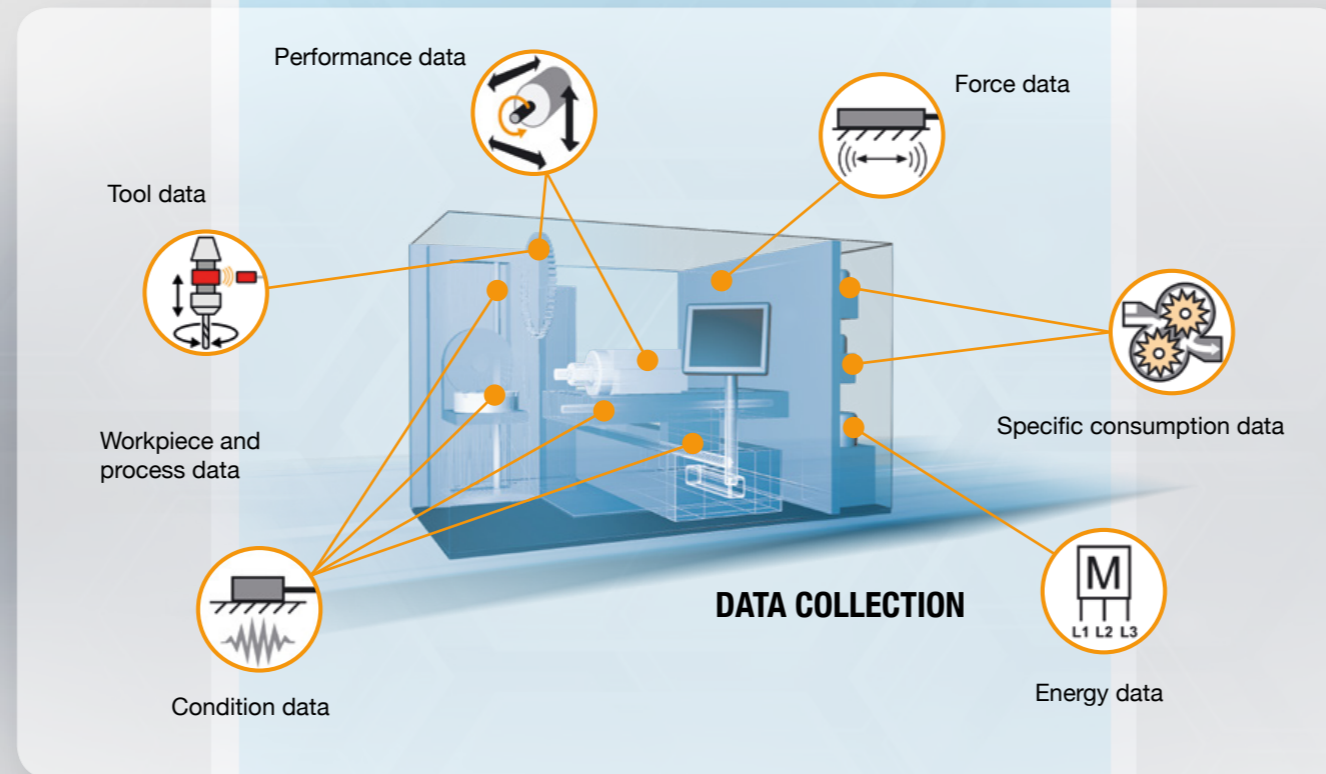 Performance data
Force data
Tool data
Workpiece and
process data
Specific consumption data
DATA COLLECTION
M
L1 L2 L3
Condition data
Energy data